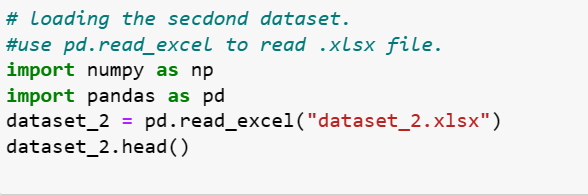 # Loading the secdond dataset.
#use pd.read_excel to read .xlsx file.
import numpy as np
import pandas as pd
dataset_2 = pd.read_excel("dataset_2.xlsx")
dataset_2.head()